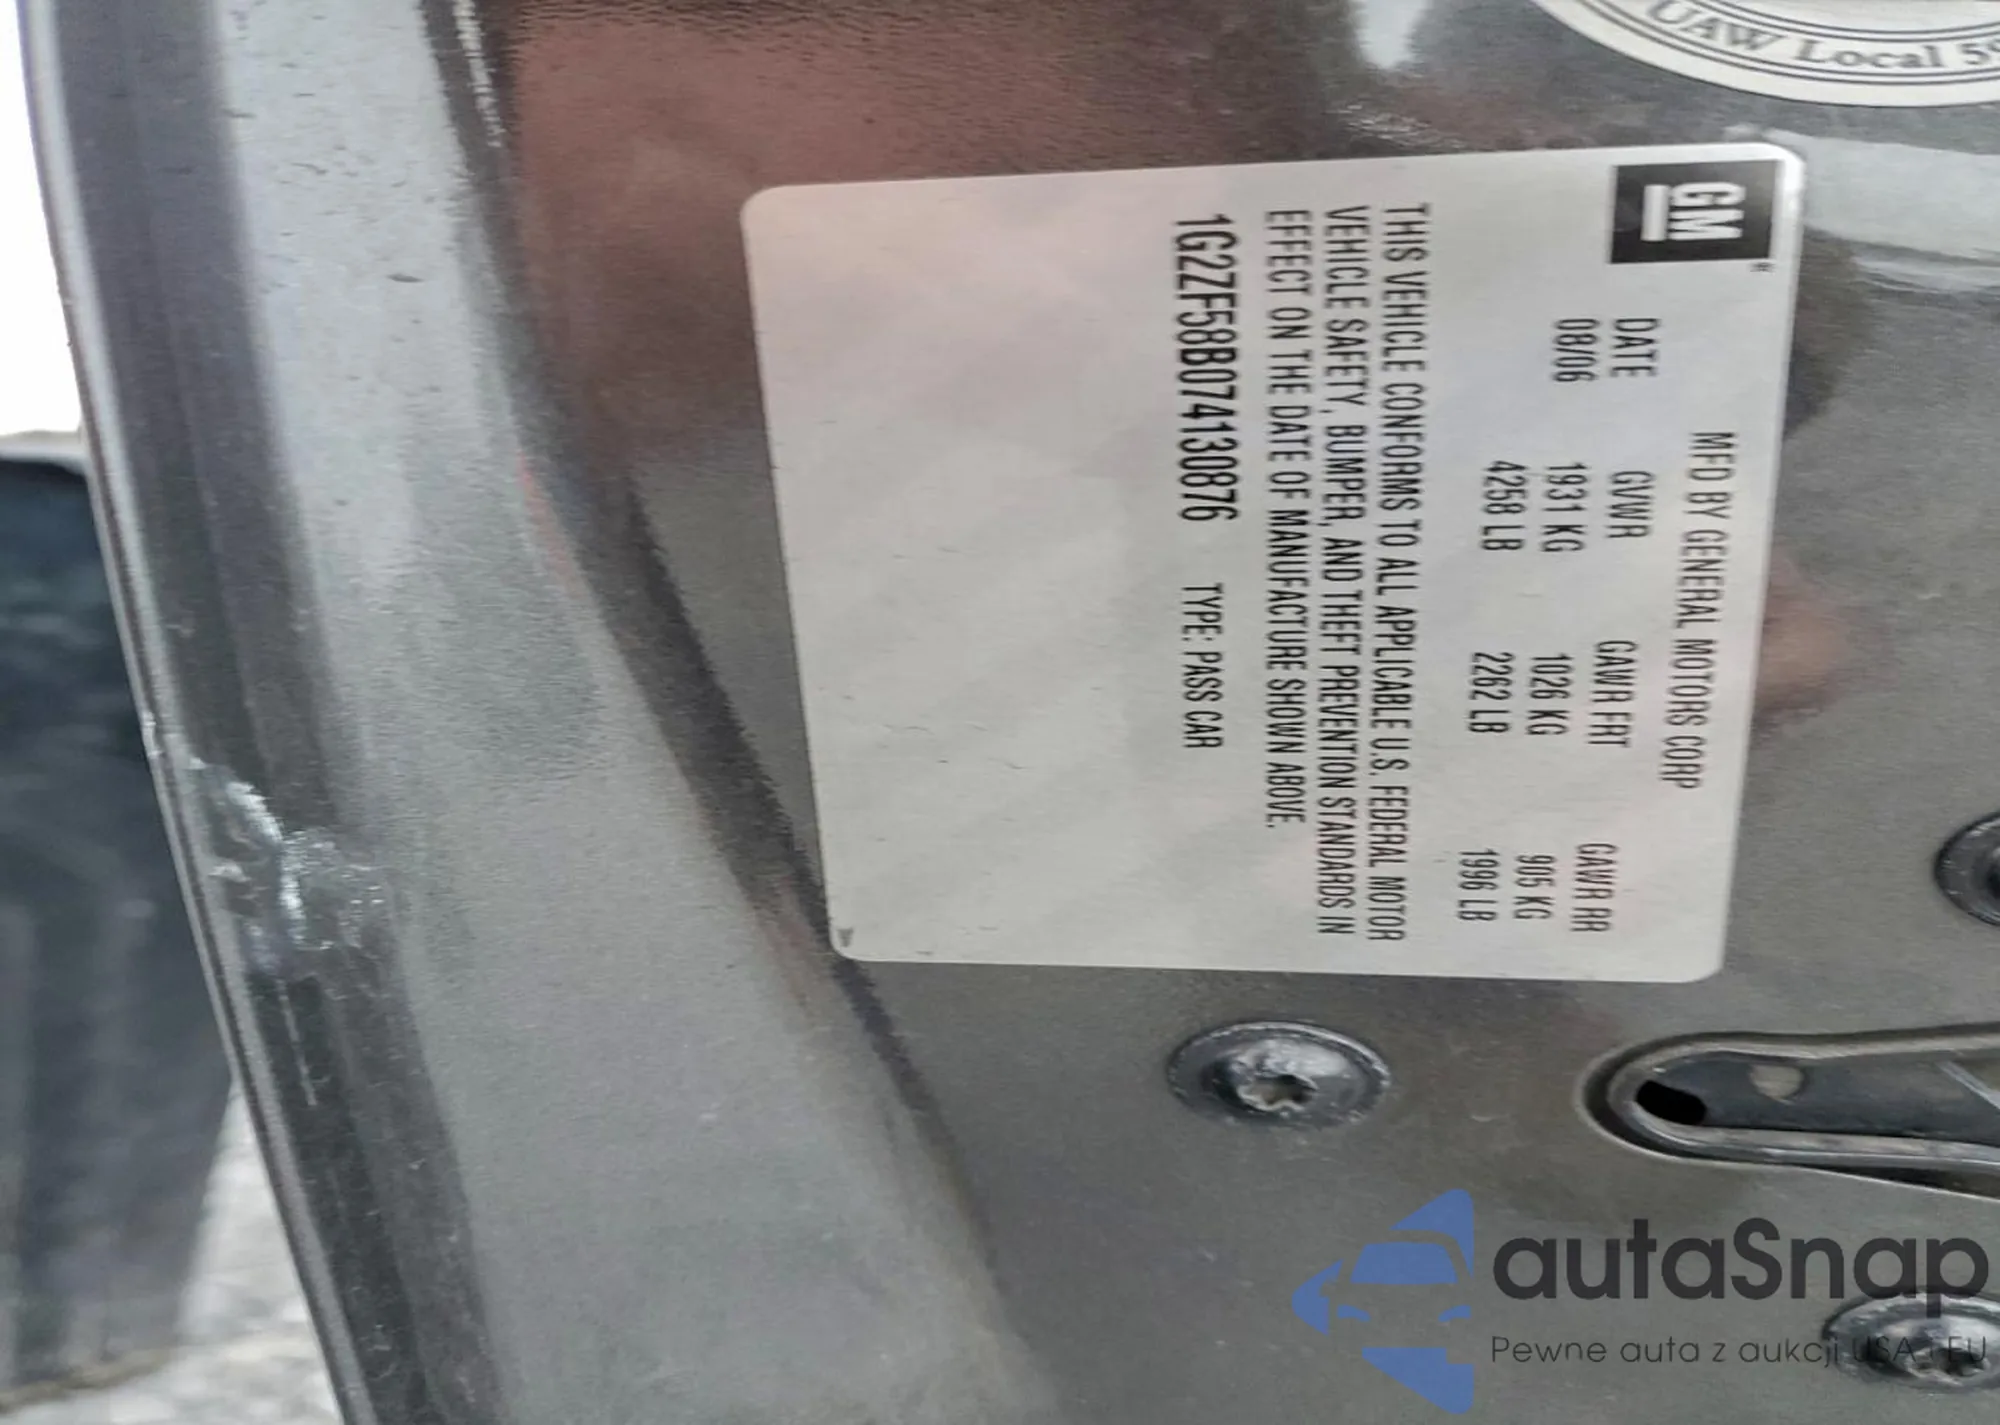 UAW Local 5
GM
MFD BY GENERAL MOTORS CORP
DATE GVWR GAWR FRT GAWR RR
08/06 1931 KG 1026 KG 905 KG
4258 LB 2262 LB 1996 LB
THIS VEHICLE CONFORMS TO ALL APPLICABLE U.S. FEDERAL MOTOR
VEHICLE SAFETY, BUMPER, AND THEFT PREVENTION STANDARDS IN
EFFECT ON THE DATE OF MANUFACTURE SHOWN ABOVE.
1G2ZF58B074130876 TYPE: PASS CAR
autaSnap
Pewne auta z aukcji USA i EU